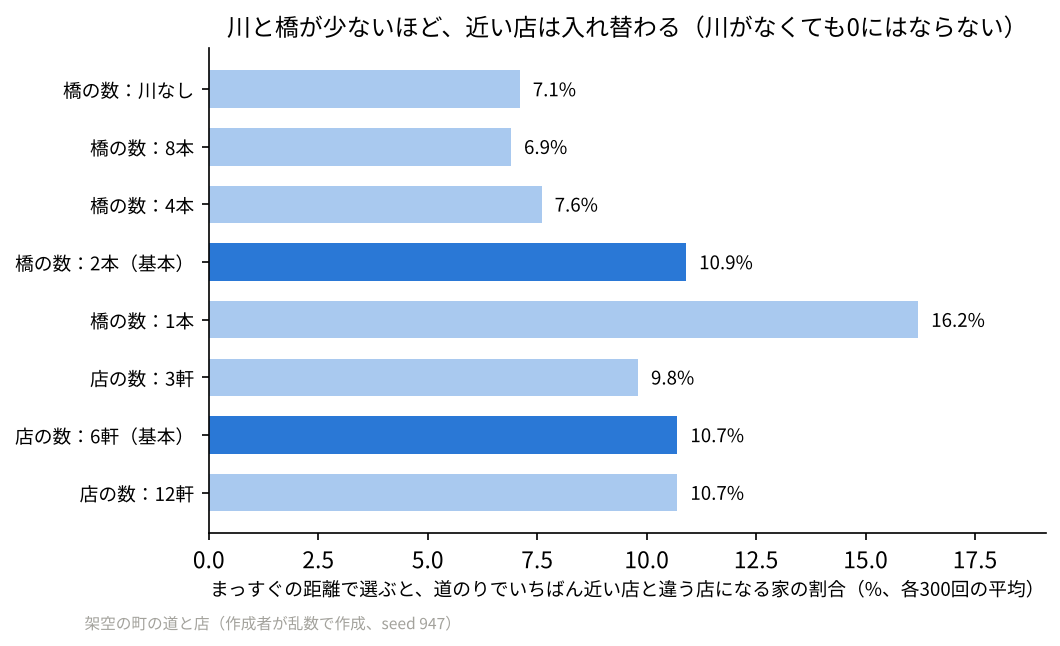 川と橋が少ないほど、近い店は入れ替わる（川がなくても0にはならない）
橋の数：川なし
7.1%
橋の数：8本
6.9%
橋の数：4本
7.6%
橋の数：2本（基本）
10.9%
橋の数：1本
16.2%
店の数：3軒
9.8%
店の数：6軒（基本）
10.7%
店の数：12軒
10.7%
0.0 2.5 5.0 7.5 10.0 12.5 15.0 17.5
まっすぐの距離で選ぶと、道のりでいちばん近い店と違う店になる家の割合（%、各300回の平均）
架空の町の道と店（作成者が乱数で作成、seed 947）